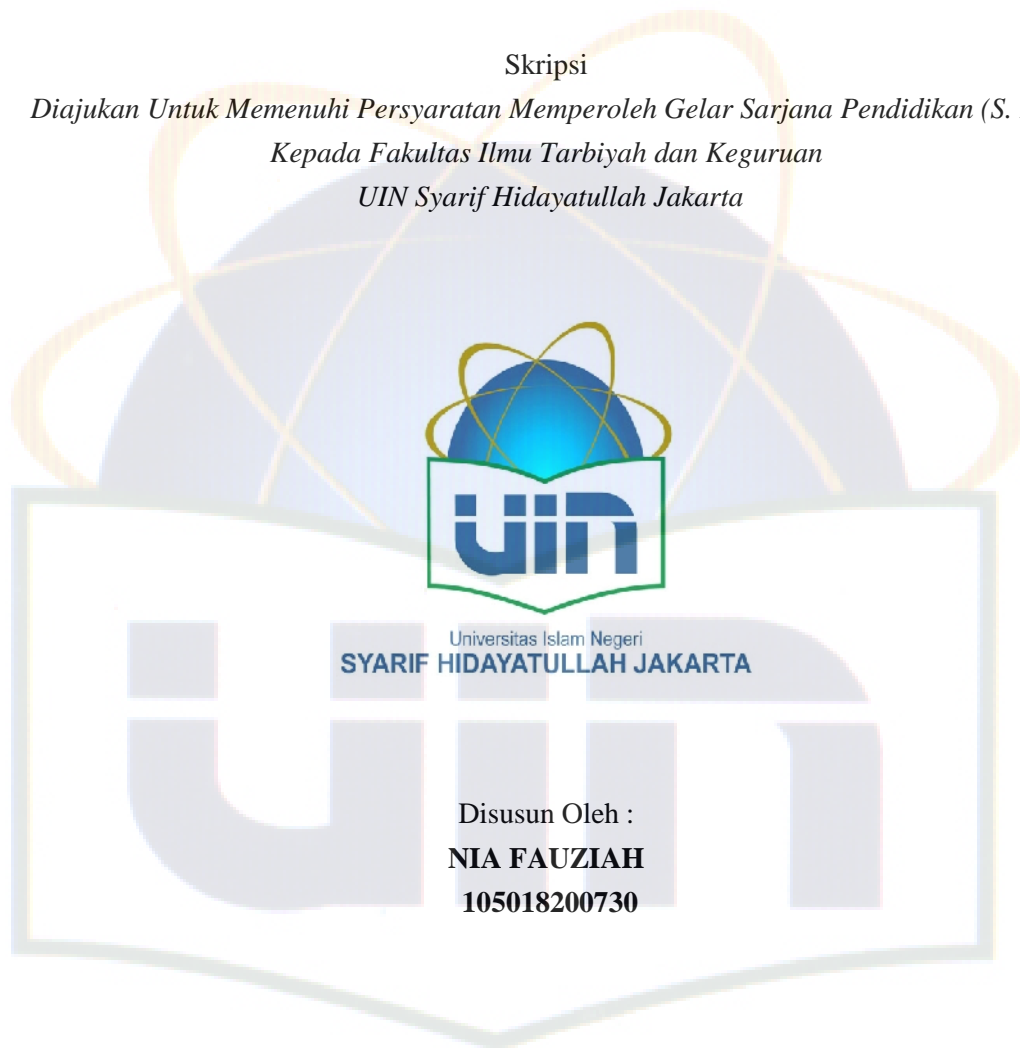 Skripsi
Diajukan Untuk Memenuhi Persyaratan Memperoleh Gelar Sarjana Pendidikan (S.
Kepada Fakultas Ilmu Tarbiyah dan Keguruan
UIN Syarif Hidayatullah Jakarta
UIN
Universitas Islam Negeri
SYARIF HIDAYATULLAH JAKARTA
Disusun Oleh :
NIA FAUZIAH
105018200730